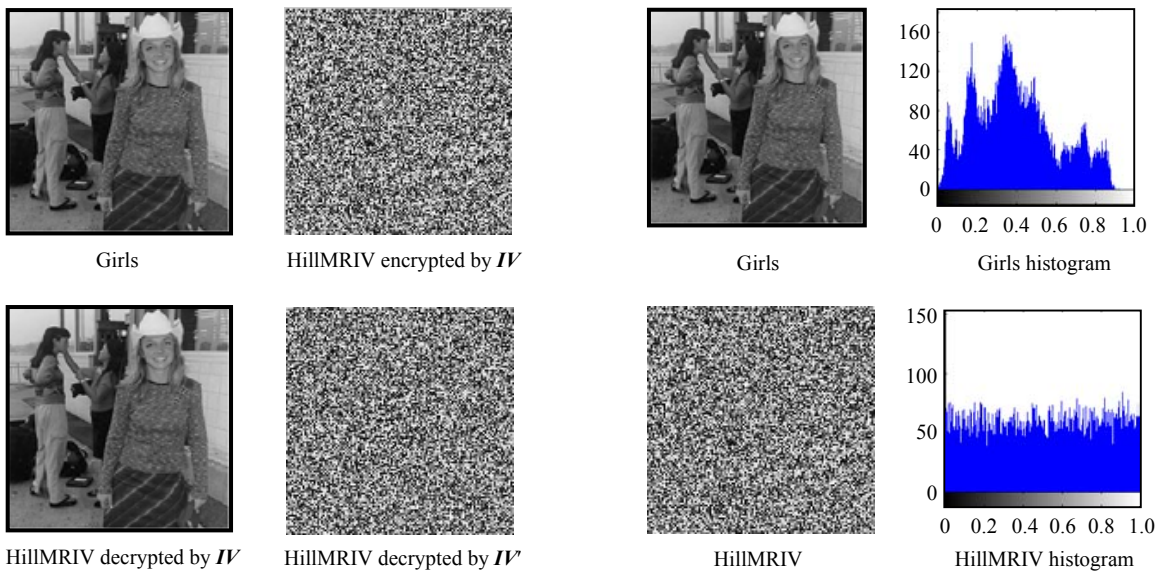 160
120
80
40
0
0 0.2 0.4 0.6 0.8 1.0
Girls
HillMRIV encrypted by IV
Girls
Girls histogram
150
100
50
0
0 0.2 0.4 0.6 0.8 1.0
HillMRIV decrypted by IV
HillMRIV decrypted by IV'
HillMRIV
HillMRIV histogram